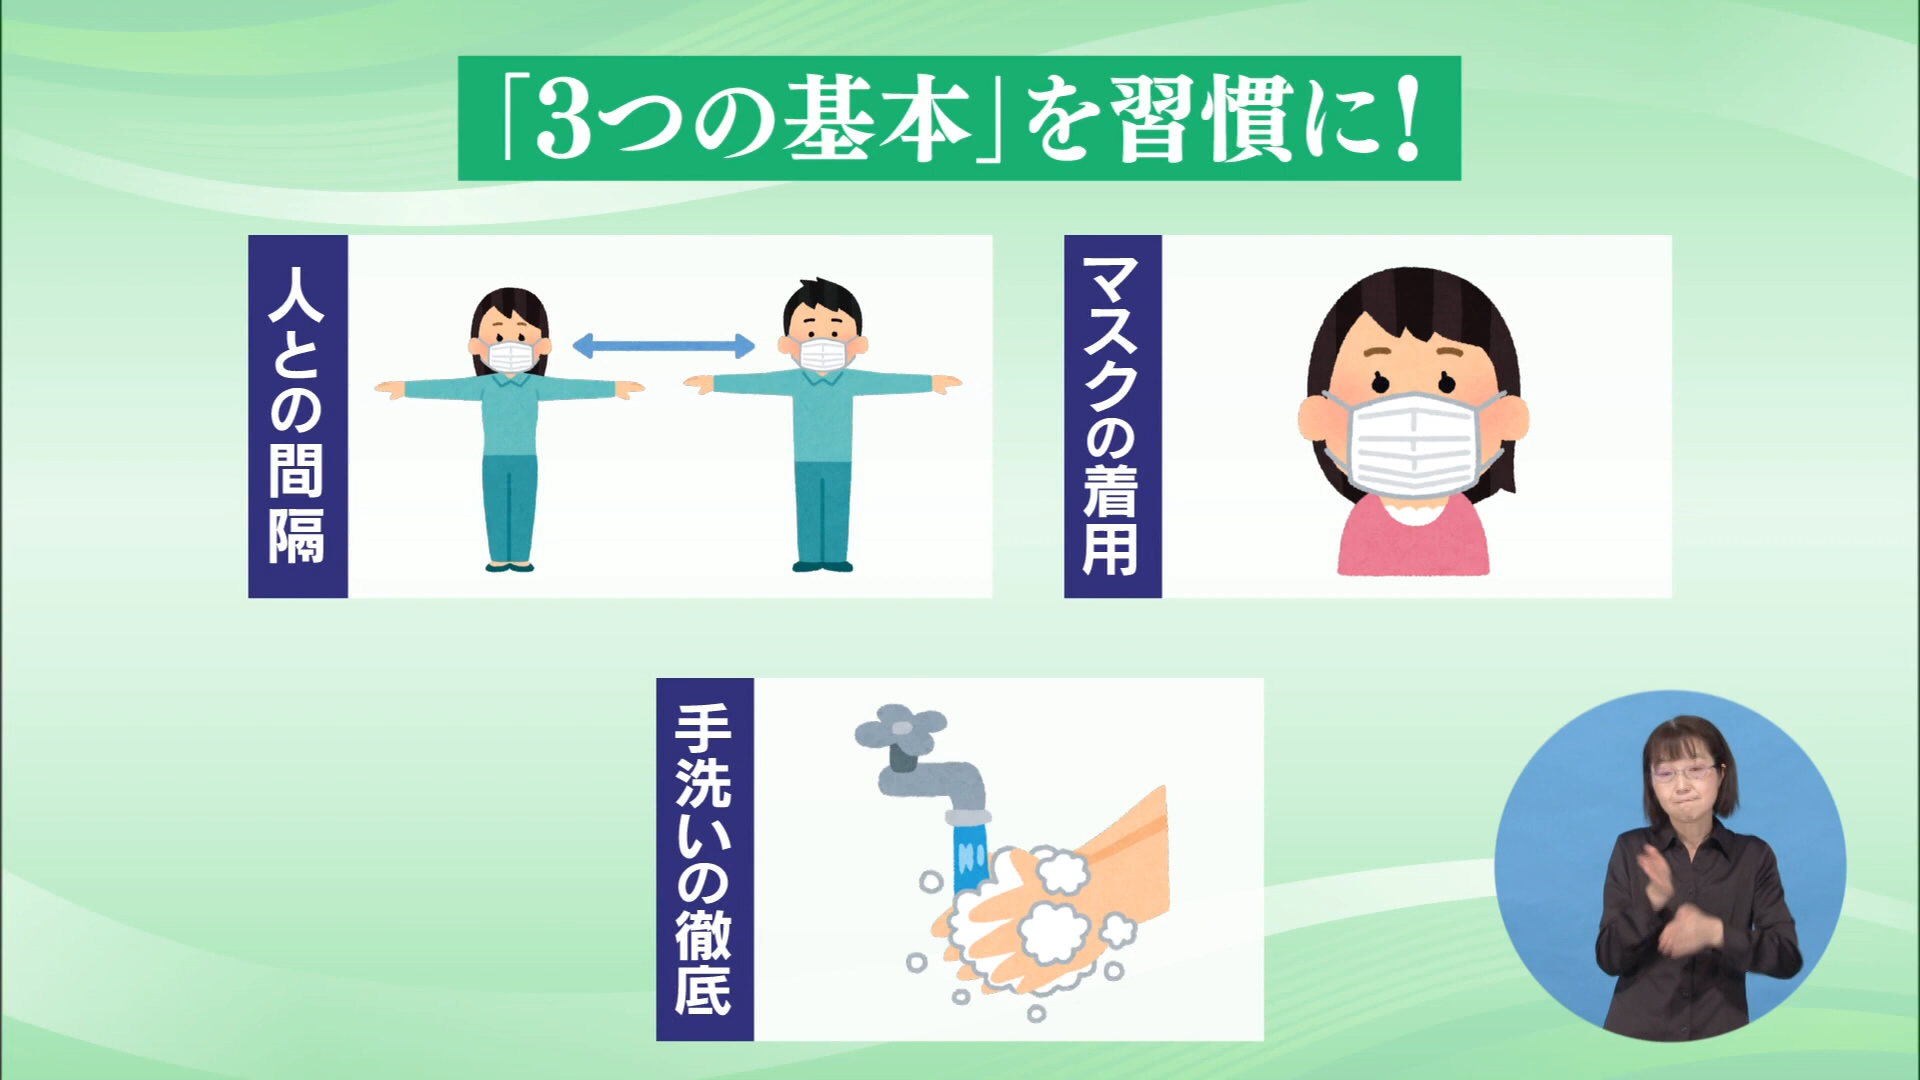 「3つの基本」を習慣に!
人との間隔
マスクの着用
手洗いの徹底